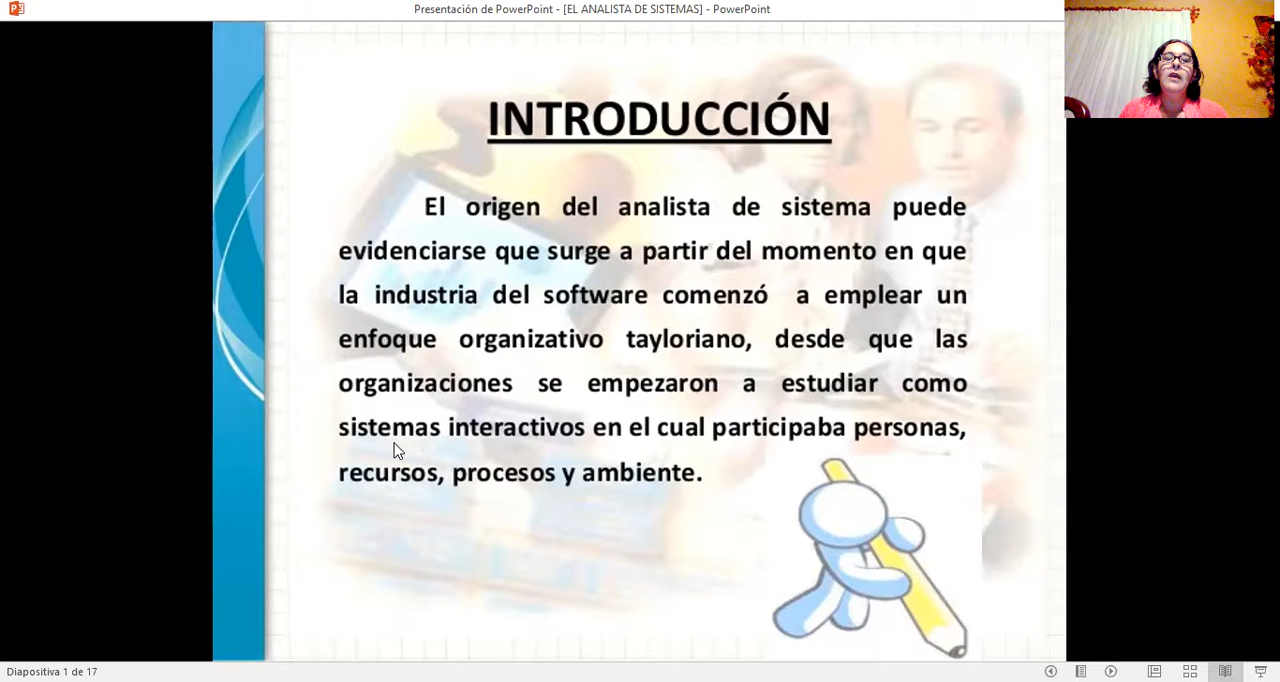 Presentación de PowerPoint - [EL ANALISTA DE SISTEMAS] - PowerPoint
INTRODUCCIÓN
El origen del analista de sistema puede
evidenciarse que surge a partir del momento en que
la industria del software comenzó a emplear un
enfoque organizativo tayloriano, desde que las
organizaciones se empezaron a estudiar como
sistemas interactivos en el cual participaba personas,
recursos, procesos y ambiente.
Diapositiva 1 de 17